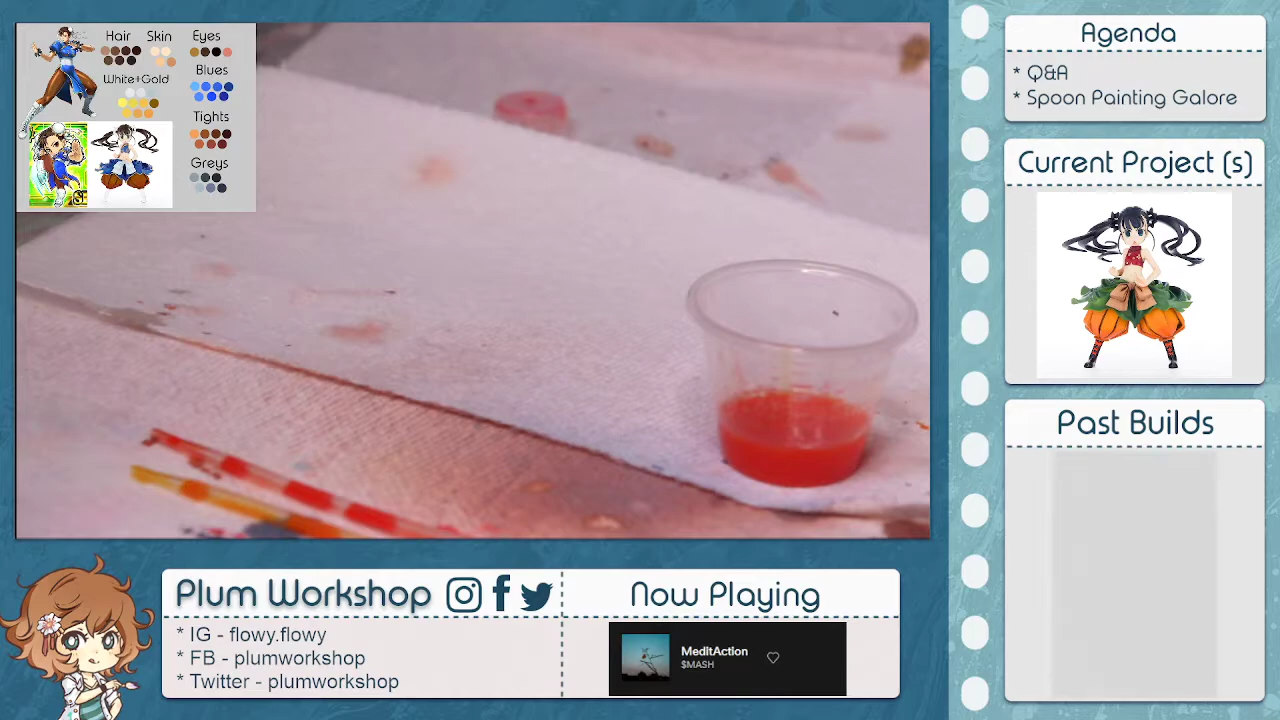 Hair
Skin
Eyes
White+Gold
Blues
Tights
Greys
Agenda
* Q&A
* Spoon Painting Galore
Current Project (s)
Past Builds
Plum Workshop
* IG - flowy.flowy
* FB - plumworkshop
* Twitter - plumworkshop
Now Playing
MeditAction
$MASH